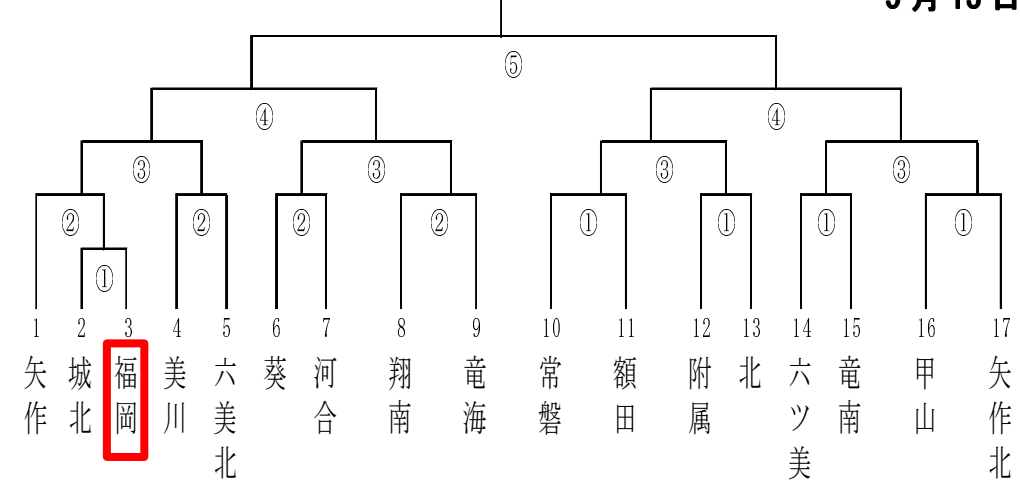 ⑤
④ ④
③ ③ ③ ③
② ② ② ② ① ① ① ①
①
1 2 3 4 5 6 7 8 9 10 11 12 13 14 15 16 17
矢作
城北
福岡
美川
六美北
葵
河合
翔南
竜海
常磐
額田
附属
北
六ツ美
竜南
甲山
矢作北